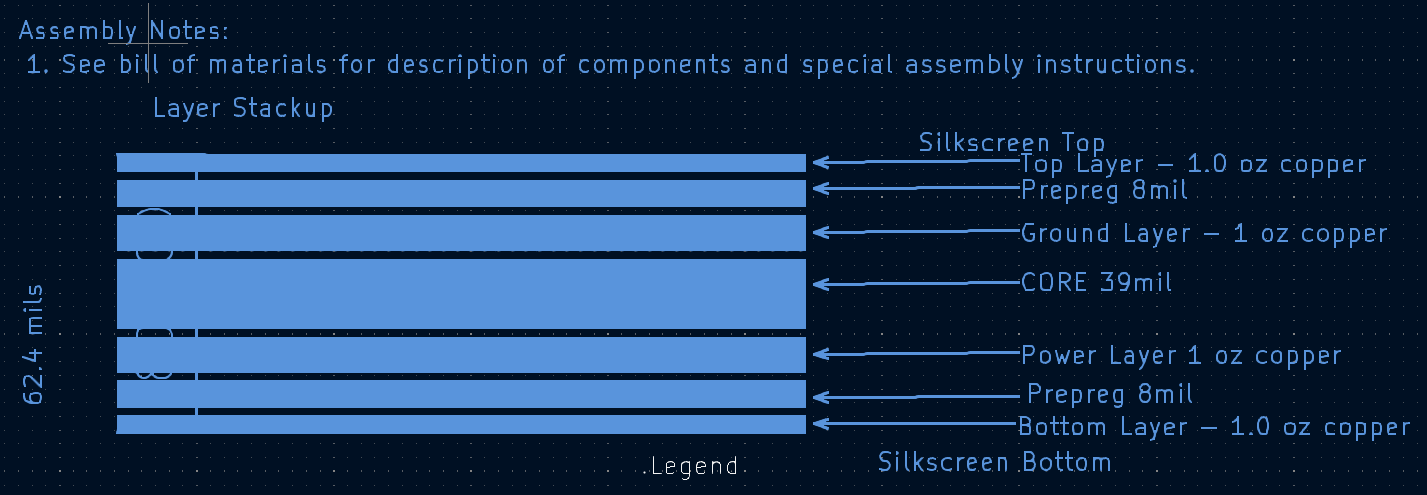 Assembly Notes:
1. See bill of materials for description of components and special assembly instructions.
Layer Stackup
Silkscreen Top
Top Layer – 1.0 oz copper
Prepreg 8mil
Ground Layer – 1 oz copper
CORE 39mil
62.4 mils
Power Layer 1 oz copper
Prepreg 8mil
Bottom Layer – 1.0 oz copper
Silkscreen Bottom
.Legend